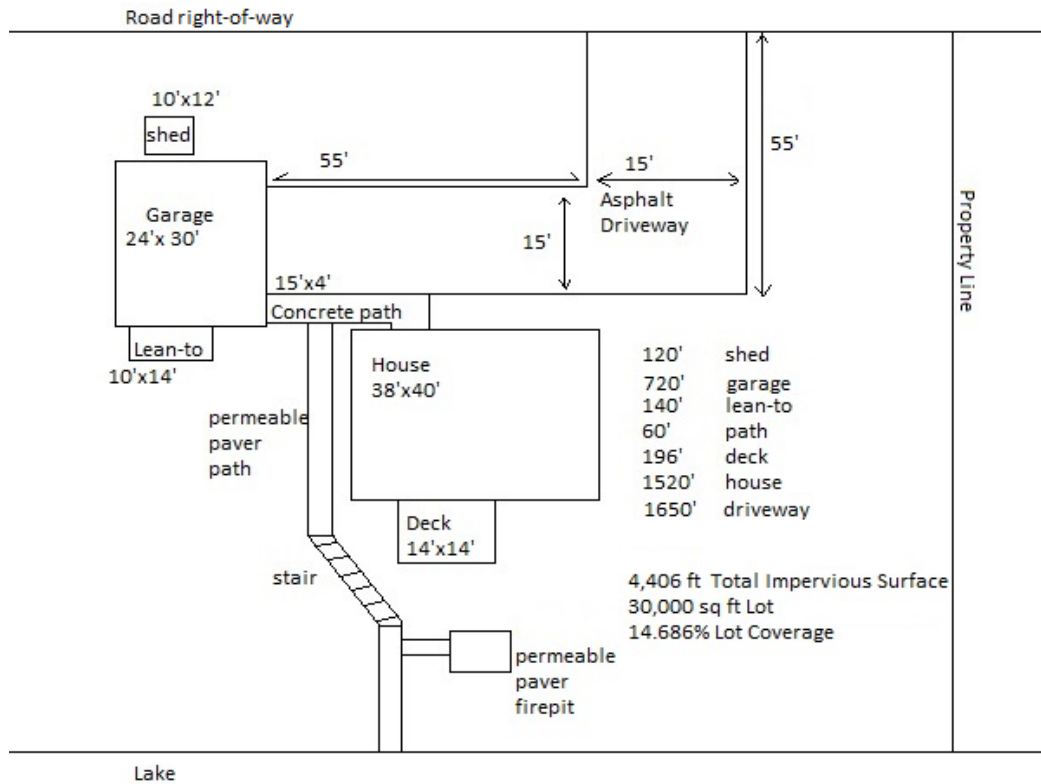 Road right-of-way
10'x12'
shed
55'
15'
Asphalt
Driveway
55'
15'
Garage
24'x 30'
15'x4'
Concrete path
Lean-to
10'x14'
House
38'x40'
permeable
paver
path
Deck
14'x14'
stair
permeable
paver
firepit
Property Line
120' shed
720' garage
140' lean-to
60' path
196' deck
1520' house
1650' driveway
4,406 ft Total Impervious Surface
30,000 sq ft Lot
14.686% Lot Coverage
Lake